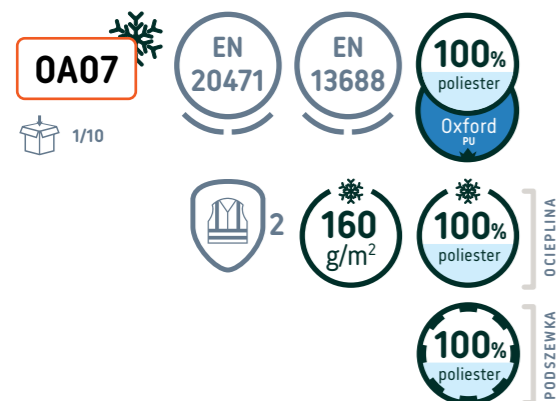 0A07
1/10
EN
20471
EN
13688
100%
poliester
Oxford
PU
2
160
g/m²
100%
poliester
OCIEPLINA
100%
poliester
PODSZEWKA